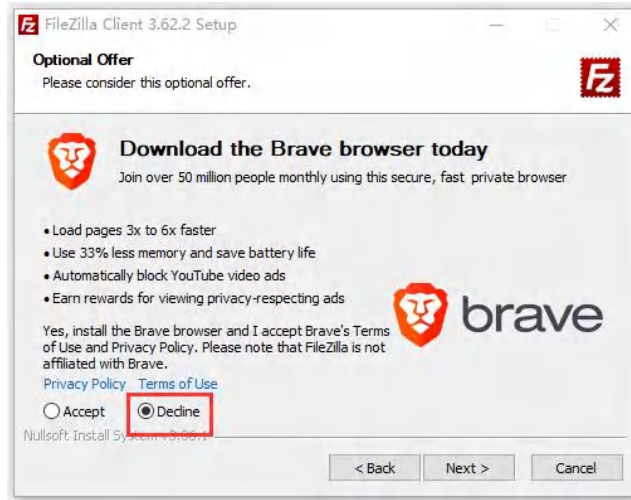 FileZilla Client 3.62.2 Setup
Optional Offer
Please consider this optional offer.
Fz
Download the Brave browser today
Join over 50 million people monthly using this secure, fast private browser
• Load pages 3x to 6x faster
• Use 33% less memory and save battery life
• Automatically block YouTube video ads
• Earn rewards for viewing privacy-respecting ads
brave
Yes, install the Brave browser and I accept Brave's Terms
of Use and Privacy Policy. Please note that FileZilla is not
affiliated with Brave.
Privacy Policy Terms of Use
Accept Decline
Nullsoft Install System
< Back Next > Cancel